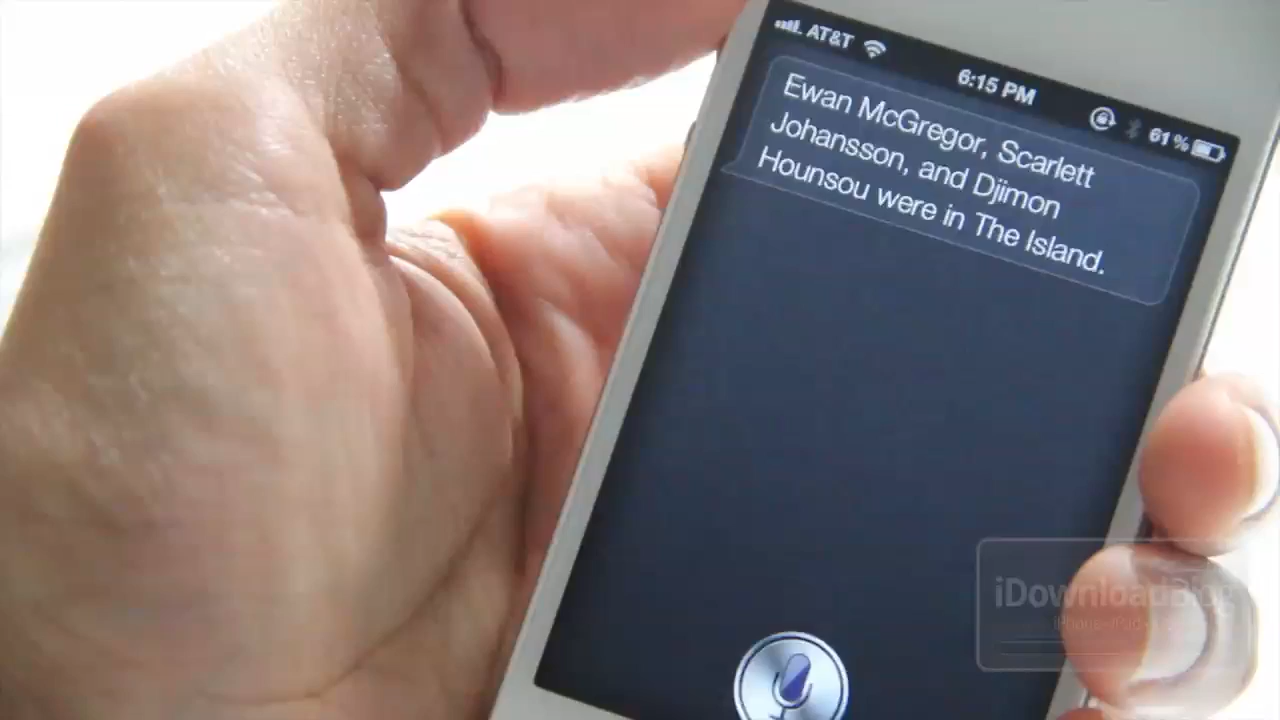 AT&T 6:15 PM 61%
Ewan McGregor, Scarlett
Johansson, and Djimon
Hounsou were in The Island.
iDownloadBlog